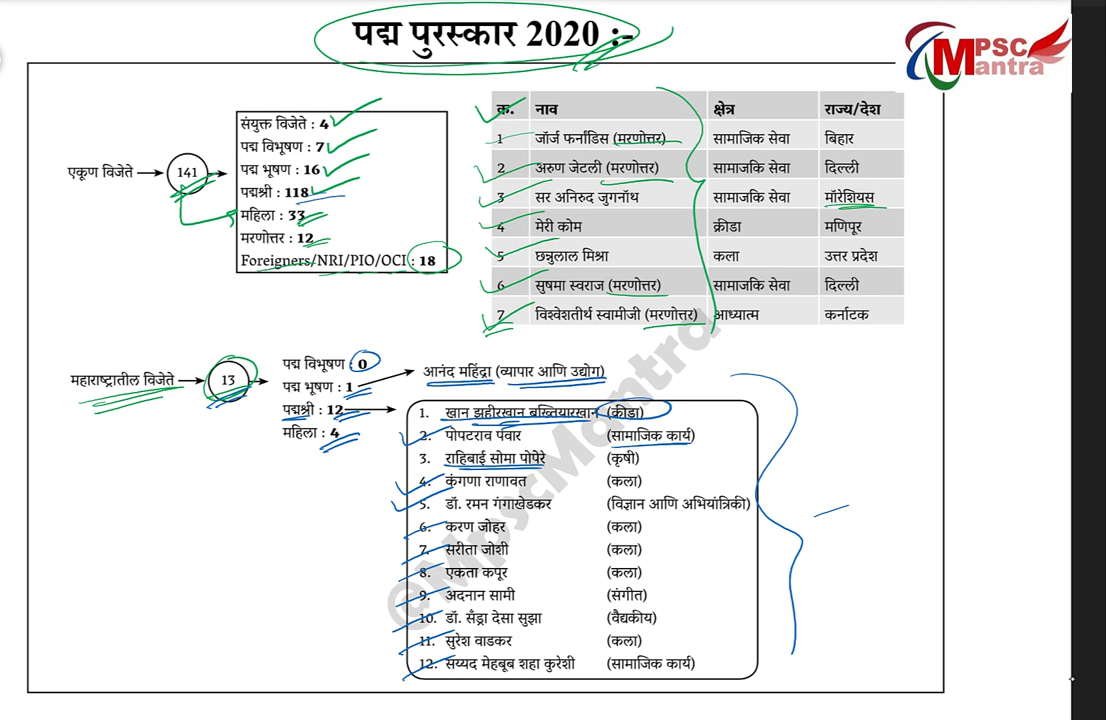 पद्म पुरस्कार 2020 :-
MPSC
Mantra
एकूण विजेते
141
संयुक्त विजेते : 4
पद्म विभूषण : 7
पद्म भूषण : 16
पद्मश्री : 118
महिला : 33
मरणोत्तर : 12
Foreigners/NRI/PIO/OCI : 18
क्र. नाव क्षेत्र राज्य/देश
1 जॉर्ज फर्नांडिस (मरणोत्तर) सामाजिक सेवा बिहार
2 अरुण जेटली (मरणोत्तर) सामाजकि सेवा दिल्ली
3 सर अनिरुद जुगनॉथ सामाजकि सेवा मॉरेशियस
4 मेरी कोम क्रीडा मणिपूर
5 छन्नुलाल मिश्रा कला उत्तर प्रदेश
6 सुषमा स्वराज (मरणोत्तर) सामाजकि सेवा दिल्ली
7 विश्वेशतीर्थ स्वामीजी (मरणोत्तर) आध्यात्म कर्नाटक
महाराष्ट्रातील विजेते
13
पद्म विभूषण : 0
पद्म भूषण : 1
पद्मश्री : 12
महिला : 4
आनंद महिंद्रा (व्यापार आणि उद्योग)
1. खान झहीरखान बख्तियारखान (क्रीडा)
2. पोपटराव पवार (सामाजिक कार्य)
3. राहिबाई सोमा पोपेरे (कृषी)
4. कंगणा राणावत (कला)
5. डॉ. रमन गंगाखेडकर (विज्ञान आणि अभियांत्रिकी)
6. करण जोहर (कला)
7. सरीता जोशी (कला)
8. एकता कपूर (कला)
9. अदनान सामी (संगीत)
10. डॉ. सँड्रा देसा सुझा (वैद्यकीय)
11. सुरेश वाडकर (कला)
12. सय्यद मेहबूब शहा कुरेशी (सामाजिक कार्य)
@MpscMantra